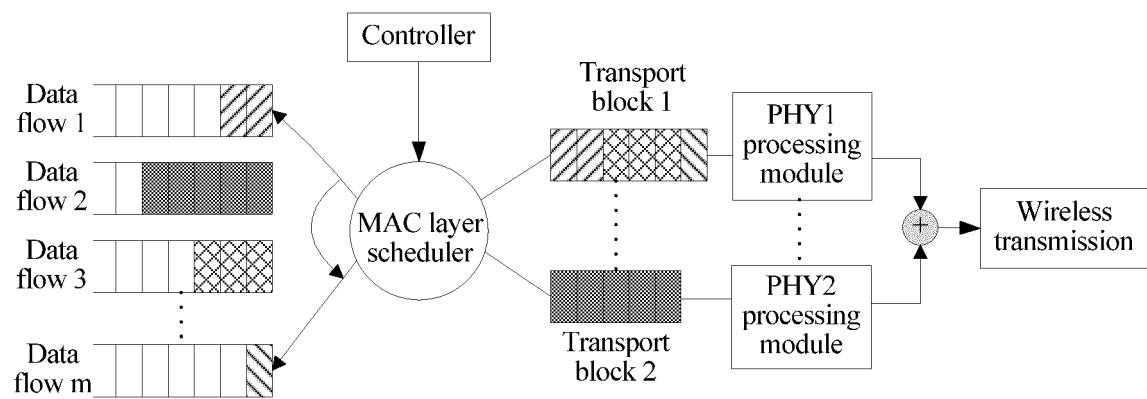 Controller
Data
flow 1
Data
flow 2
Data
flow 3
Data
flow m
MAC layer
scheduler
Transport
block 1
Transport
block 2
PHY1
processing
module
PHY2
processing
module
+
Wireless
transmission